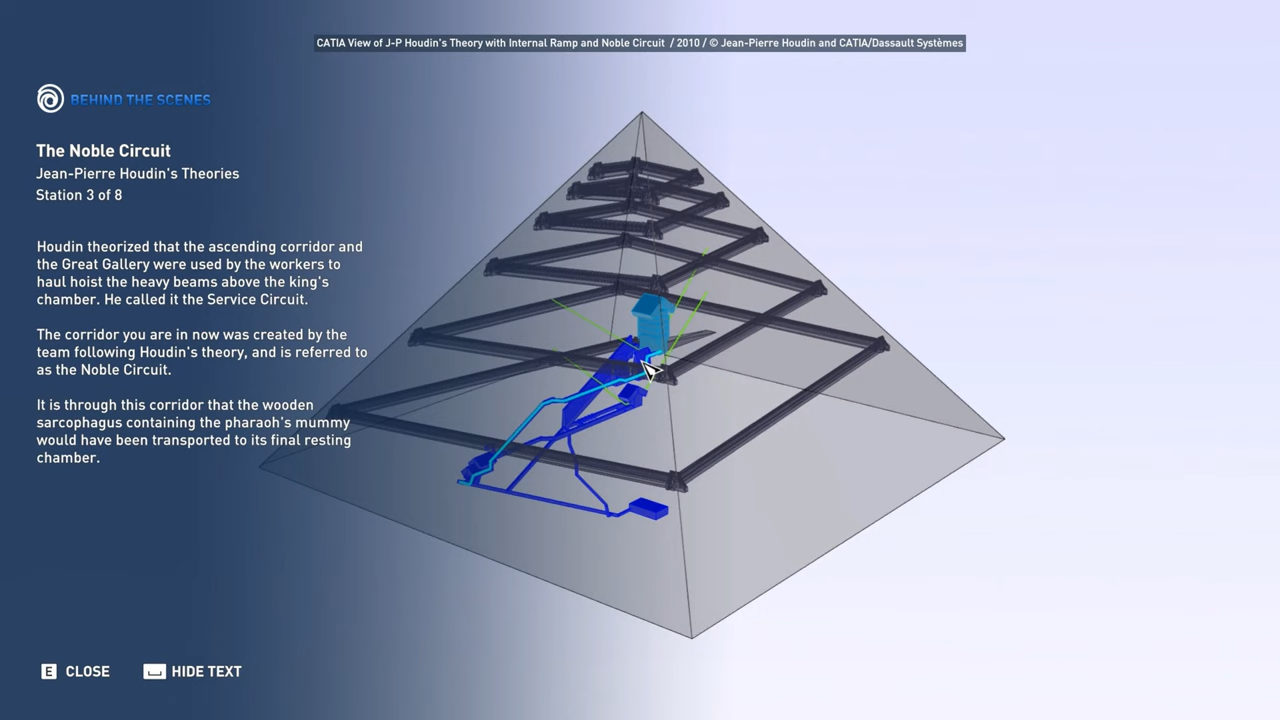 CATIA View of J-P Houdin's Theory with Internal Ramp and Noble Circuit / 2010 / © Jean-Pierre Houdin and CATIA/Dassault Systèmes
BEHIND THE SCENES
The Noble Circuit
Jean-Pierre Houdin's Theories
Station 3 of 8
Houdin theorized that the ascending corridor and
the Great Gallery were used by the workers to
haul hoist the heavy beams above the king's
chamber. He called it the Service Circuit.
The corridor you are in now was created by the
team following Houdin's theory, and is referred to
as the Noble Circuit.
It is through this corridor that the wooden
sarcophagus containing the pharaoh's mummy
would have been transported to its final resting
chamber.
E CLOSE
HIDE TEXT